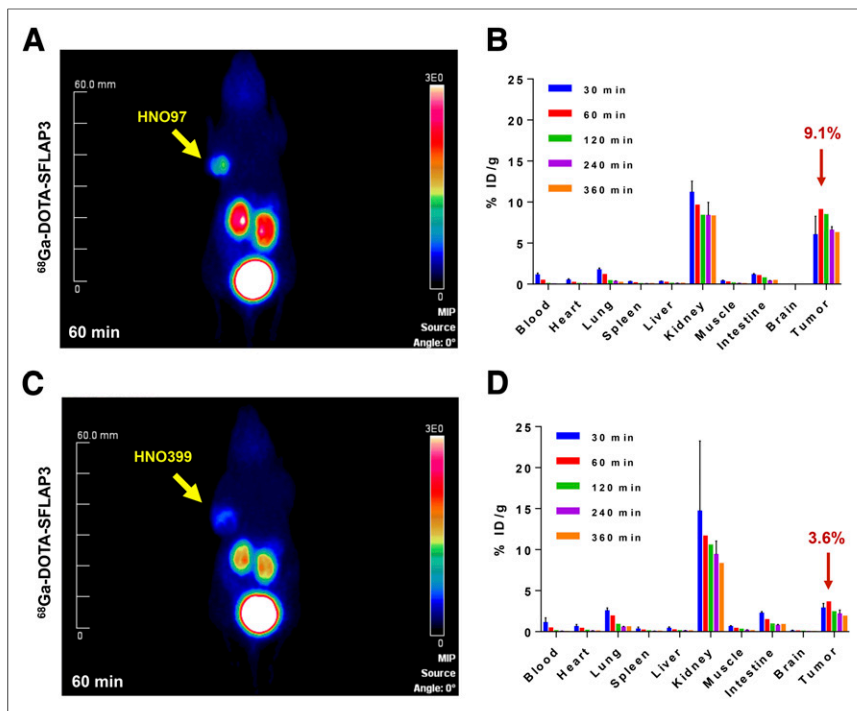 A
⁶⁸Ga-DOTA-SFLAP3
60.0 mm
0
HNO97
3E0
0
MIP
Source
Angle: 0°
60 min
B
% ID/g
25
20
15
10
5
0
30 min
60 min
120 min
240 min
360 min
9.1%
Blood
Heart
Lung
Spleen
Liver
Kidney
Muscle
Intestine
Brain
Tumor
C
⁶⁸Ga-DOTA-SFLAP3
60.0 mm
0
HNO399
3E0
0
MIP
Source
Angle: 0°
60 min
D
% ID/g
25
20
15
10
5
0
30 min
60 min
120 min
240 min
360 min
3.6%
Blood
Heart
Lung
Spleen
Liver
Kidney
Muscle
Intestine
Brain
Tumor